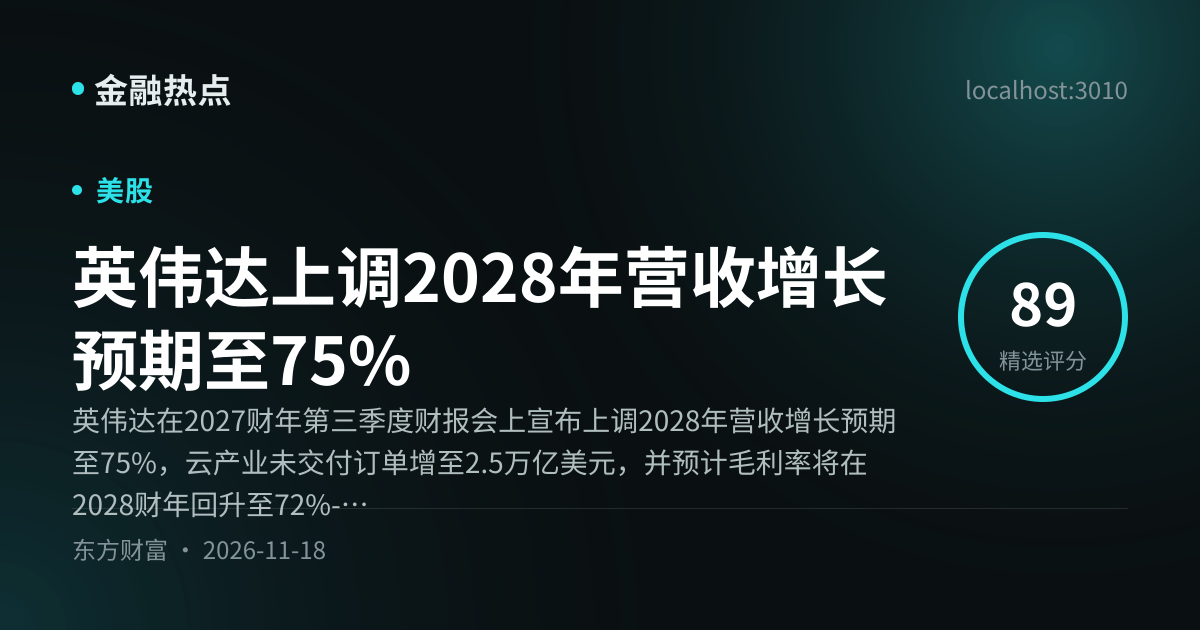 金融热点
localhost:3010
美股
英伟达上调2028年营收增长
预期至75%
89
精选评分
英伟达在2027财年第三季度财报会上宣布上调2028年营收增长预期
至75%，云产业未交付订单增至2.5万亿美元，并预计毛利率将在
2028财年回升至72%-…
东方财富 · 2026-11-18